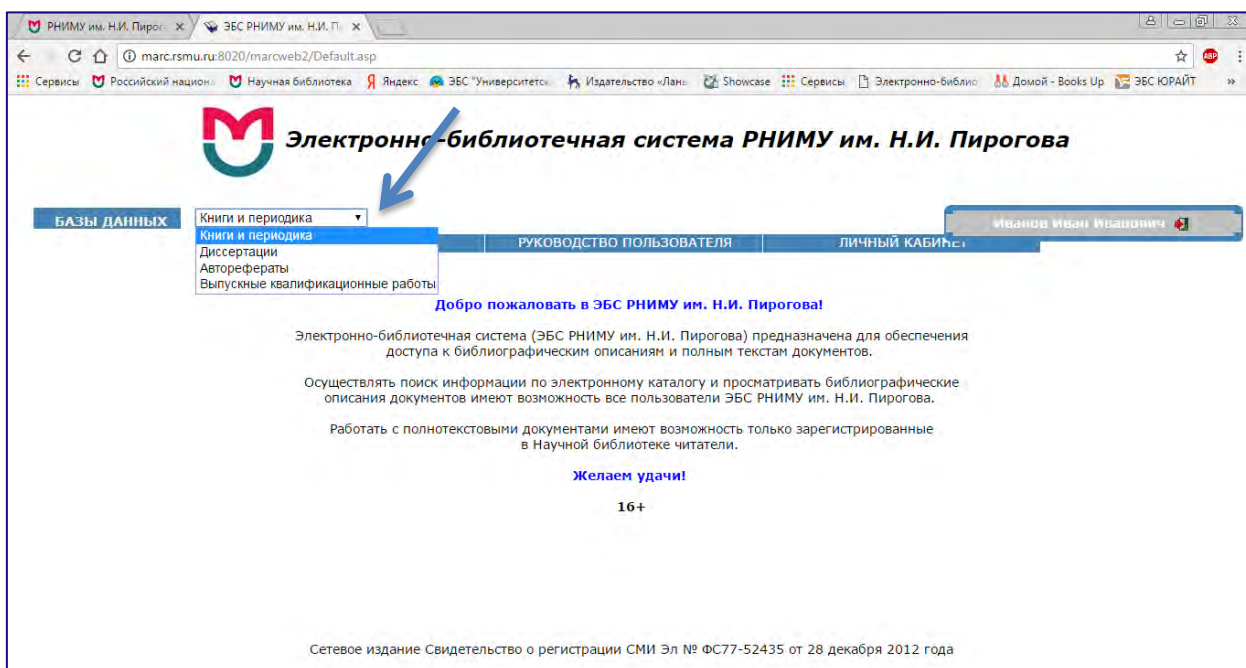 РНИМУ им. Н.И. Пирог
ЭБС РНИМУ им. Н.И. П
marc.rsmu.ru:8020/marcweb2/Default.asp
ABP
Сервисы
Российский национ
Научная библиотека
Яндекс
ЭБС "Университетск
Издательство «Лань
Showcase
Сервисы
Электронно-библио
Домой - Books Up
ЭБС ЮРАЙТ
»
Электронно-библиотечная система РНИМУ им. Н.И. Пирогова
БАЗЫ ДАННЫХ
Книги и периодика
Иванов Иван Иванович
Книги и периодика
Диссертации
Авторефераты
Выпускные квалификационные работы
РУКОВОДСТВО ПОЛЬЗОВАТЕЛЯ
ЛИЧНЫЙ КАБИНЕТ
Добро пожаловать в ЭБС РНИМУ им. Н.И. Пирогова!
Электронно-библиотечная система (ЭБС РНИМУ им. Н.И. Пирогова) предназначена для обеспечения
доступа к библиографическим описаниям и полным текстам документов.
Осуществлять поиск информации по электронному каталогу и просматривать библиографические
описания документов имеют возможность все пользователи ЭБС РНИМУ им. Н.И. Пирогова.
Работать с полнотекстовыми документами имеют возможность только зарегистрированные
в Научной библиотеке читатели.
Желаем удачи!
16+
Сетевое издание Свидетельство о регистрации СМИ Эл № ФС77-52435 от 28 декабря 2012 года